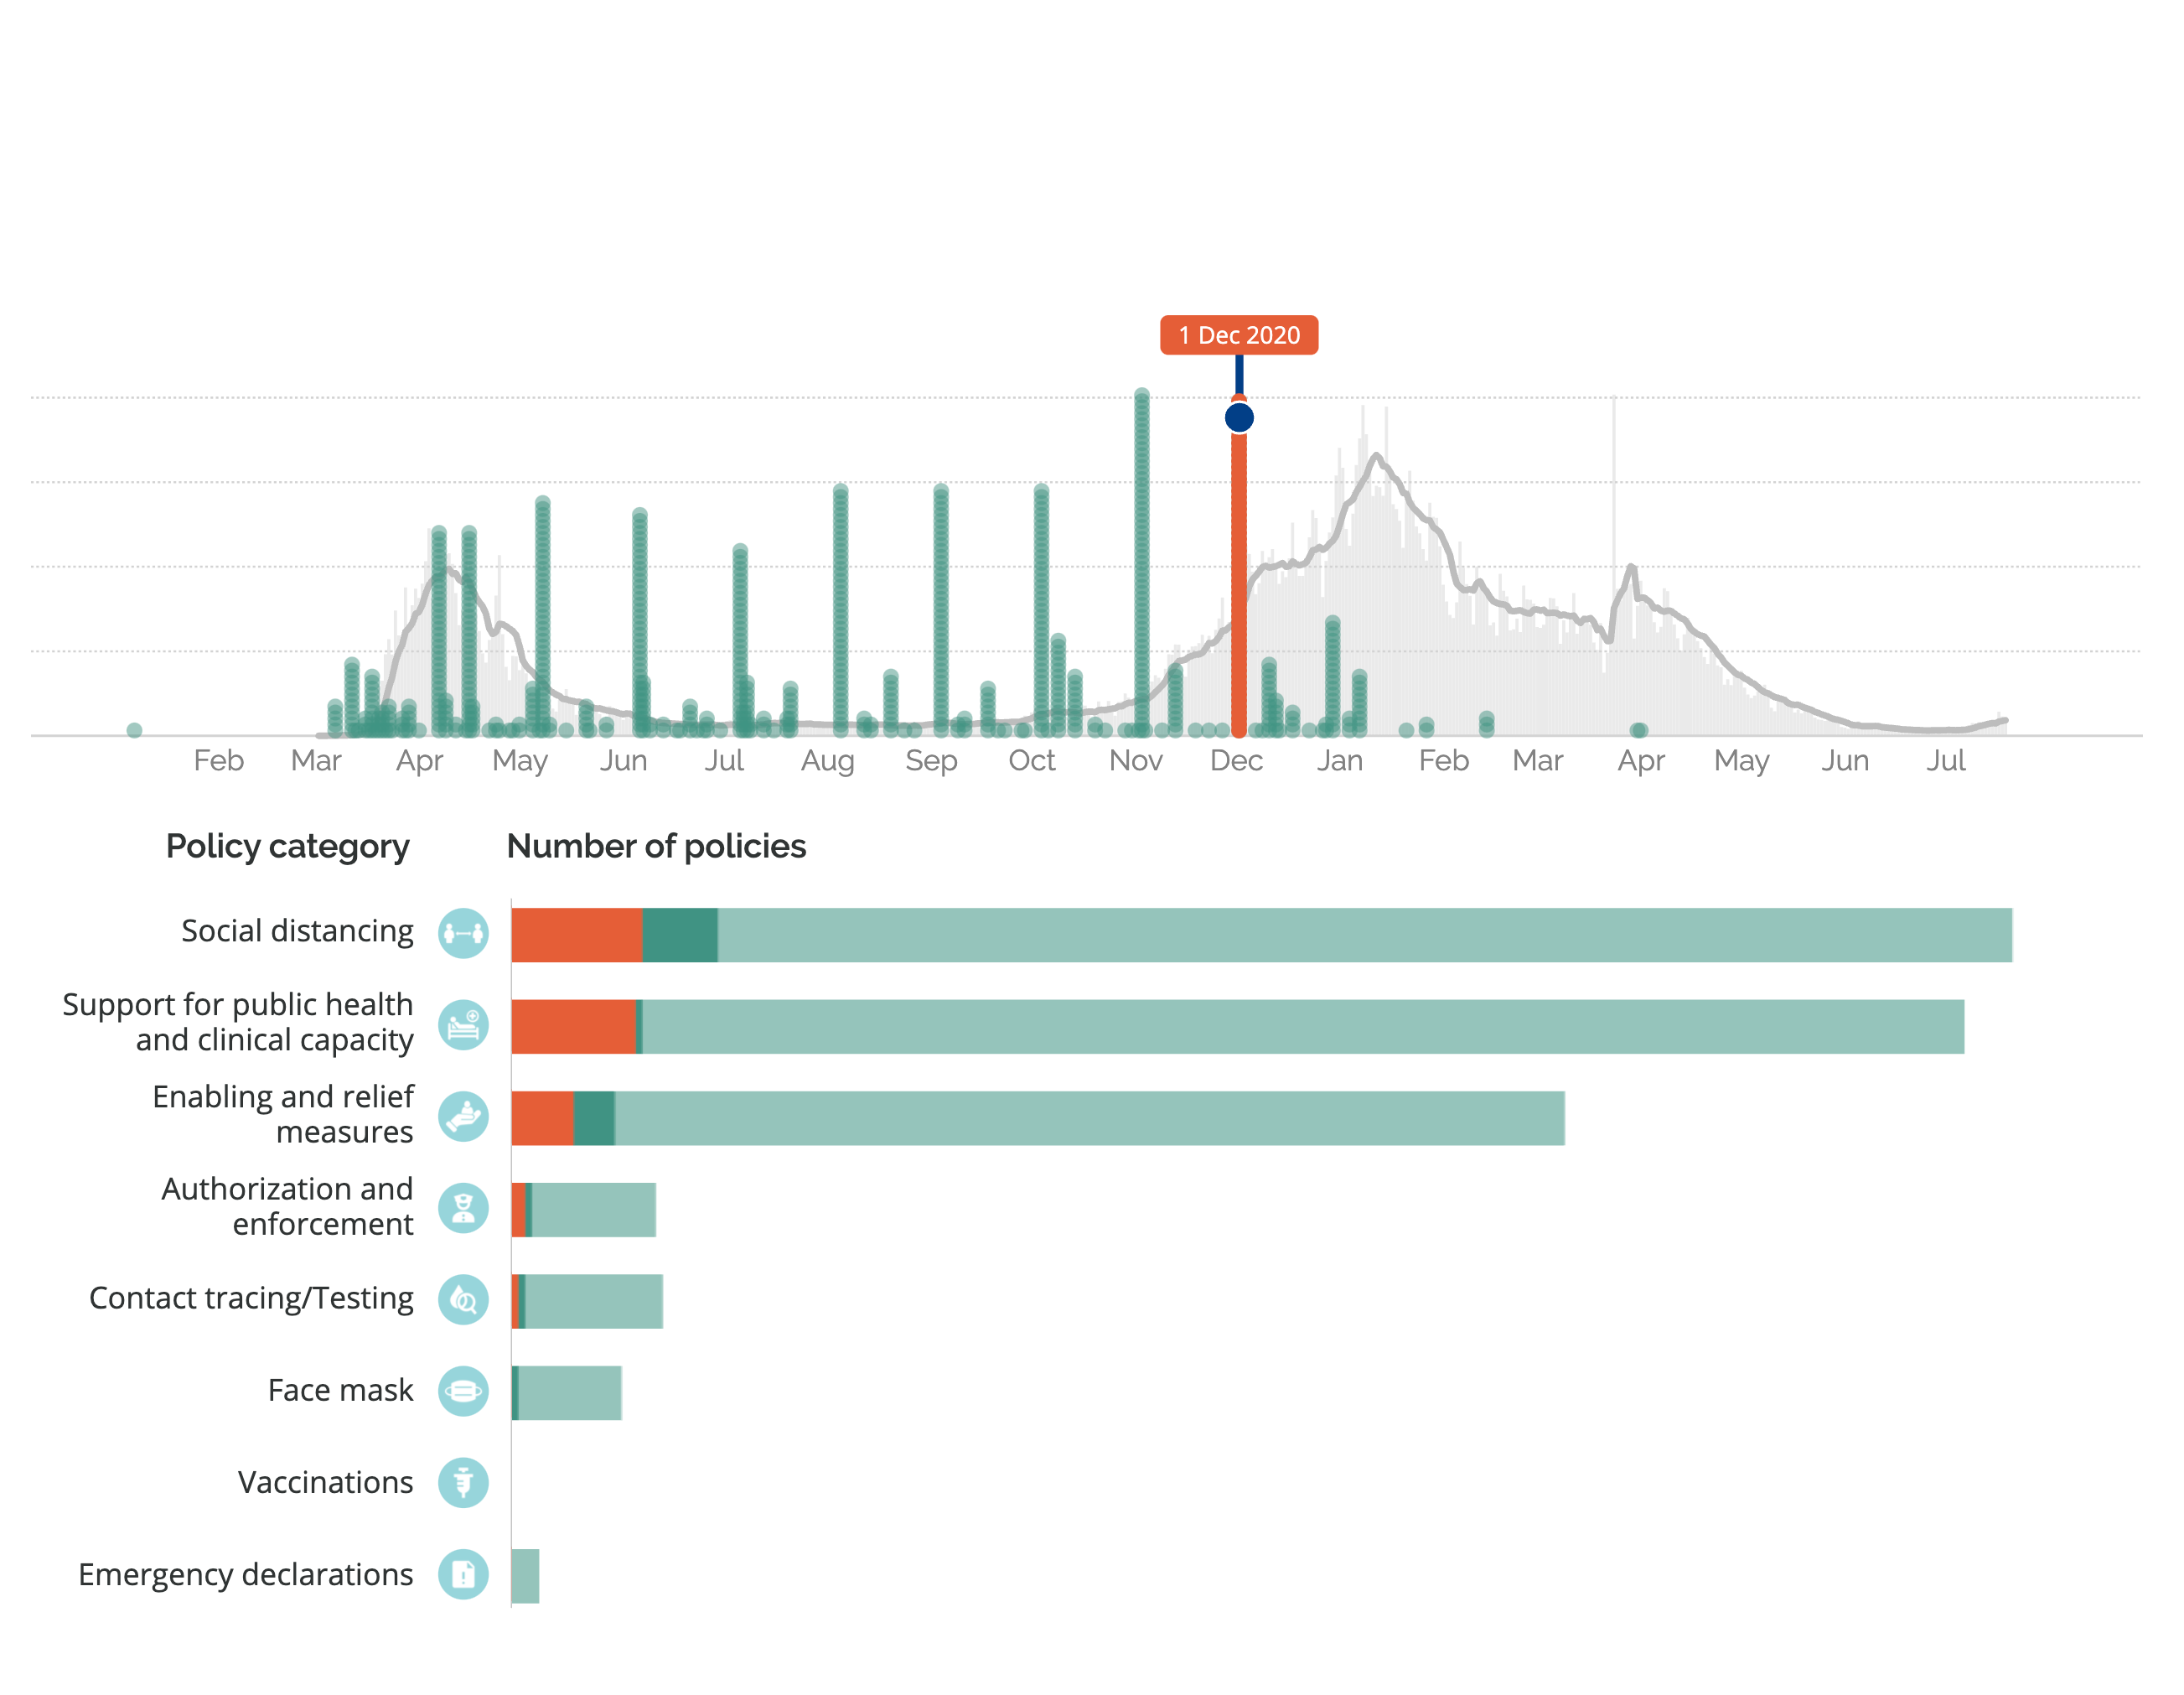 1 Dec 2020
Feb Mar Apr May Jun Jul Aug Sep Oct Nov Dec Jan Feb Mar Apr May Jun Jul
Policy category Number of policies
Social distancing
Support for public health
and clinical capacity
Enabling and relief
measures
Authorization and
enforcement
Contact tracing/Testing
Face mask
Vaccinations
Emergency declarations